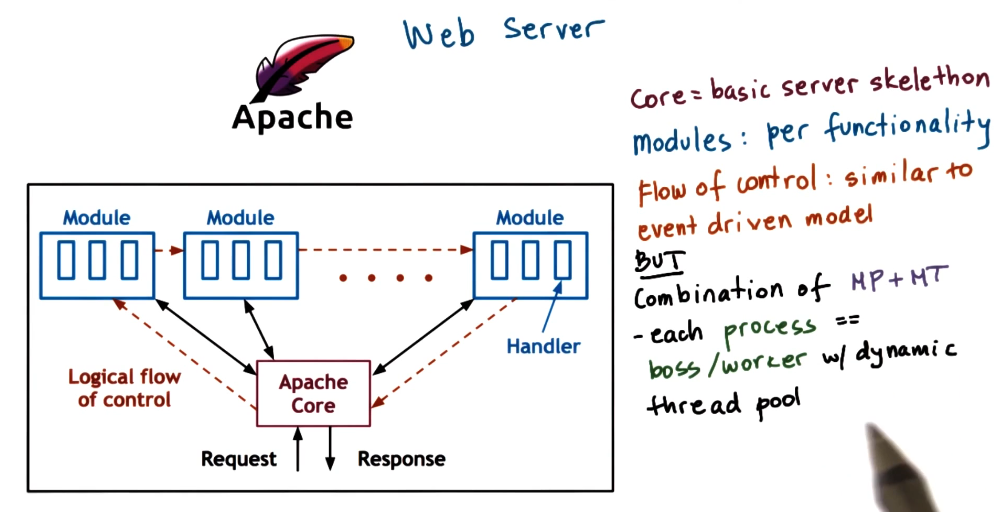 Web Server
Apache
Core = basic server skelethon
Modules : per functionality
Flow of control : similar to
event driven model
BUT
Combination of MP + MT
- each process ==
boss/worker w/ dynamic
thread pool
Module
Module
Module
Handler
Logical flow
of control
Apache
Core
Request
Response